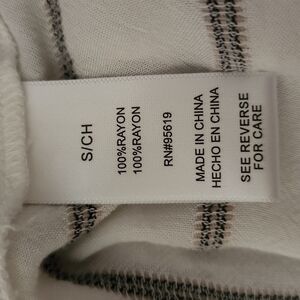 S/CH
100%RAYON
100%RAYON
RN#95619
MADE IN CHINA
HECHO EN CHINA
SEE REVERSE
FOR CARE